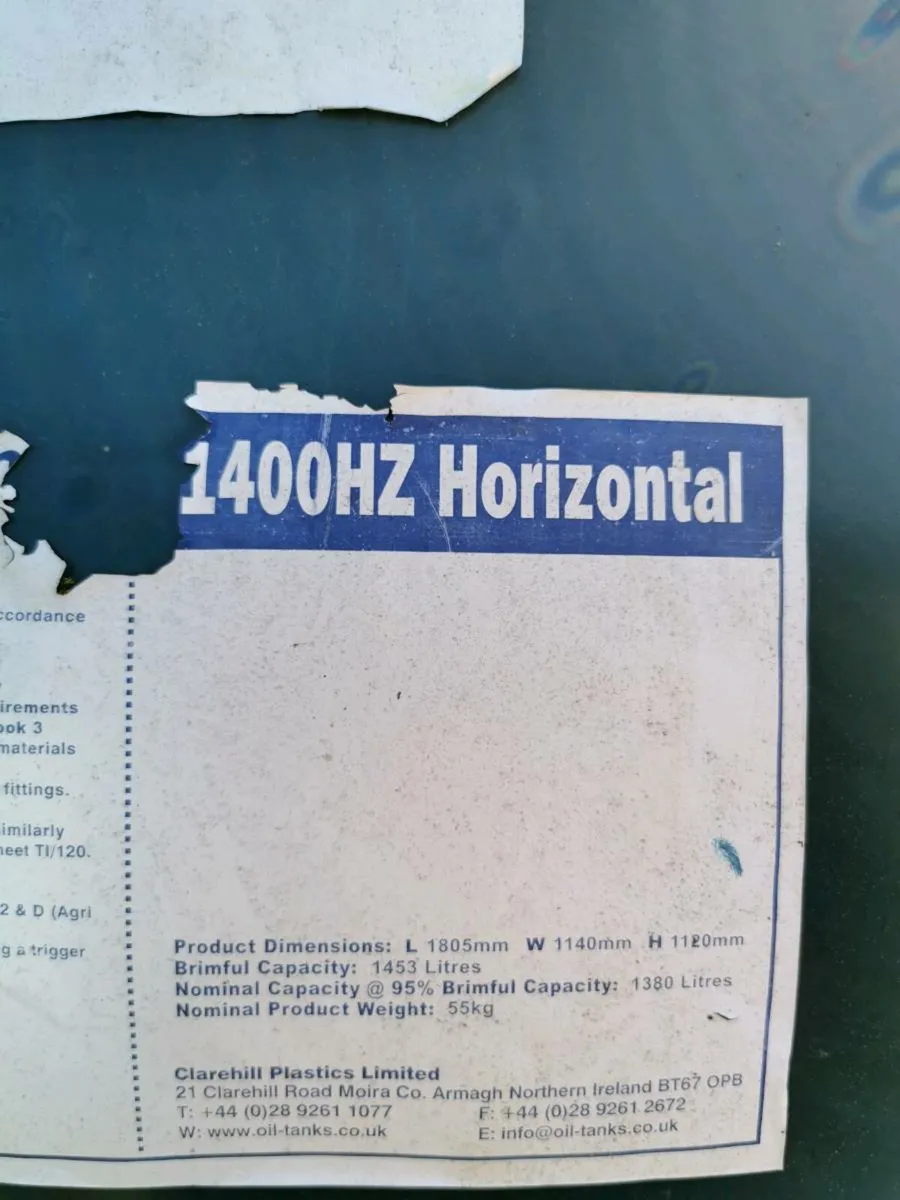 1400HZ Horizontal
ccordance
irements
ook 3
materials
fittings.
imilarly
heet TI/120.
2 & D (Agri
g a trigger
Product Dimensions: L 1805mm W 1140mm H 1120mm
Brimful Capacity: 1453 Litres
Nominal Capacity @ 95% Brimful Capacity: 1380 Litres
Nominal Product Weight: 55kg
Clarehill Plastics Limited
21 Clarehill Road Moira Co. Armagh Northern Ireland BT67 OPB
T: +44 (0)28 9261 1077 F: +44 (0)28 9261 2672
W: www.oil-tanks.co.uk E: info@oil-tanks.co.uk